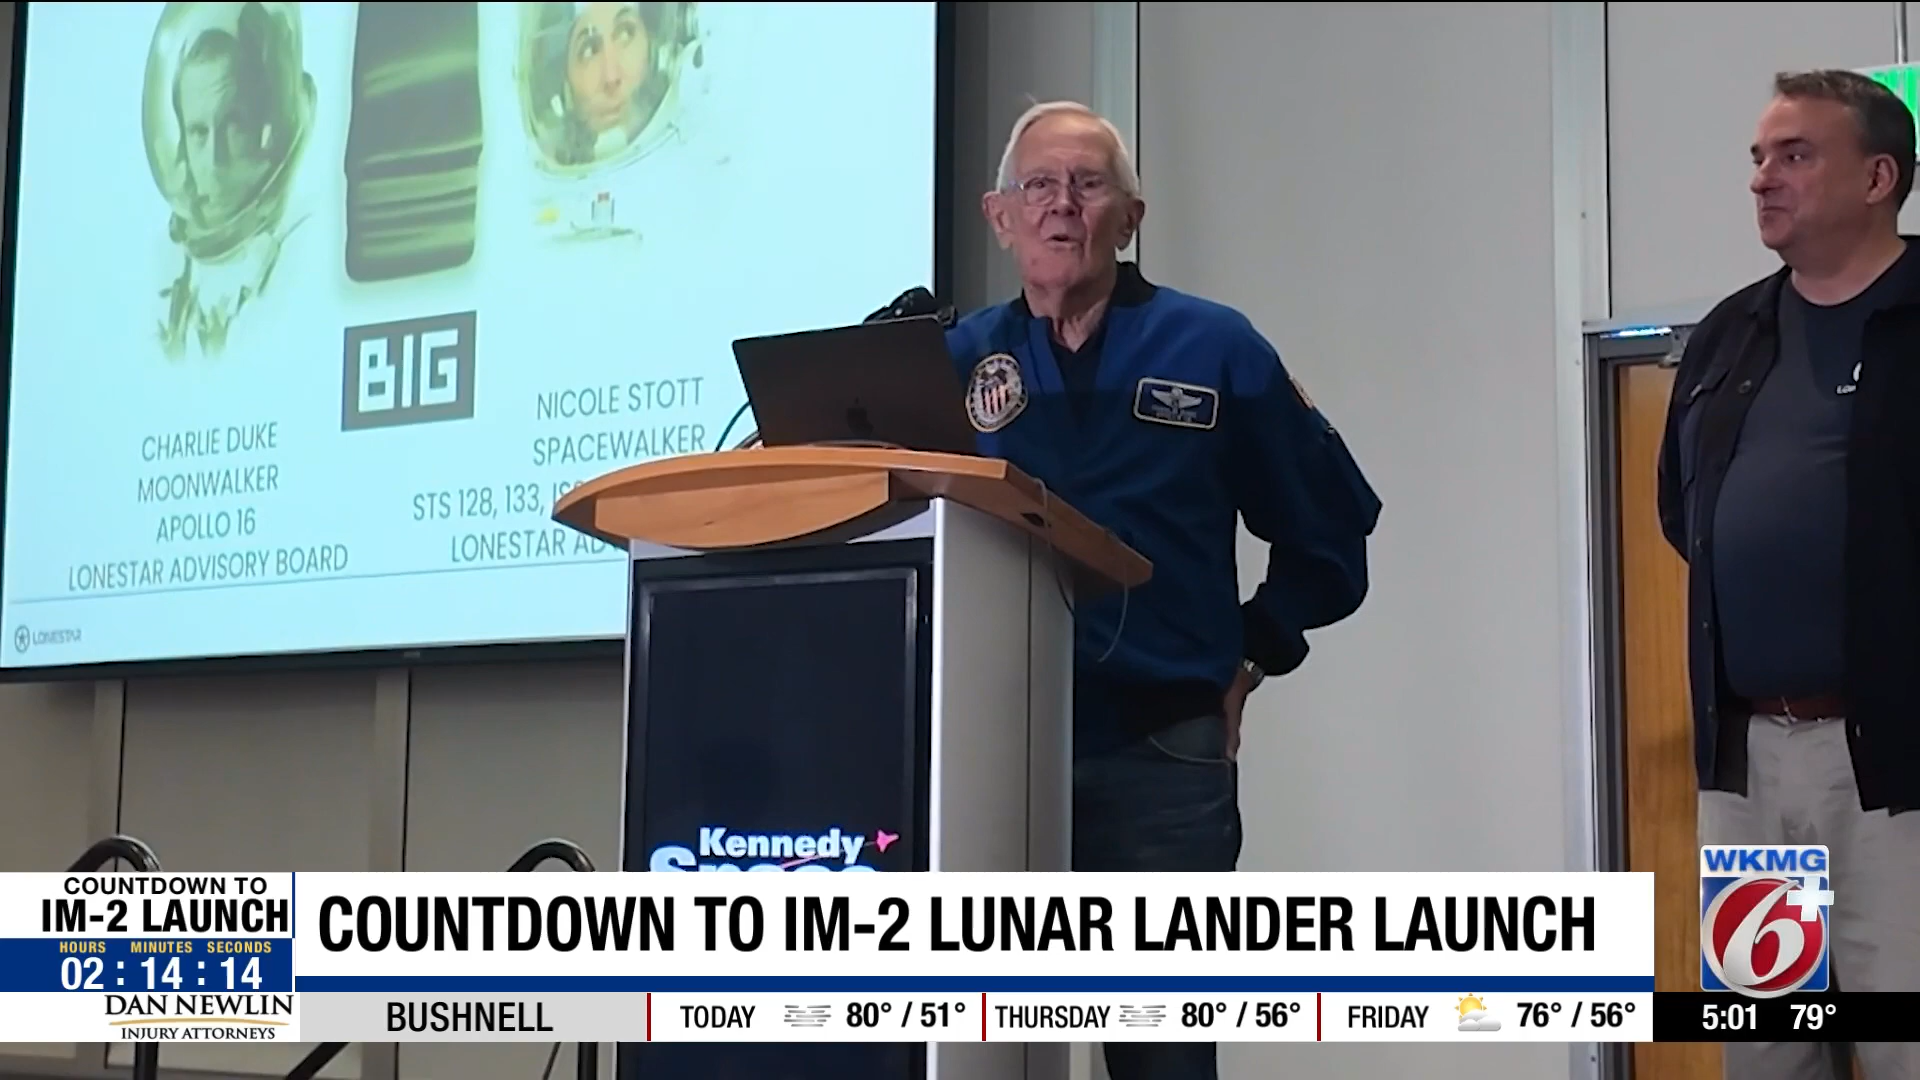 BIG
CHARLIE DUKE
MOONWALKER
APOLLO 16
LONESTAR ADVISORY BOARD
NICOLE STOTT
SPACEWALKER
STS 128, 133,
LONESTAR
LONESTAR
Kennedy
Space
COUNTDOWN TO
IM-2 LAUNCH
HOURS MINUTES SECONDS
02 : 14 : 14
DAN NEWLIN
INJURY ATTORNEYS
COUNTDOWN TO IM-2 LUNAR LANDER LAUNCH
BUSHNELL
TODAY 80° / 51°
THURSDAY 80° / 56°
FRIDAY 76° / 56°
WKMG
6+
5:01 79°